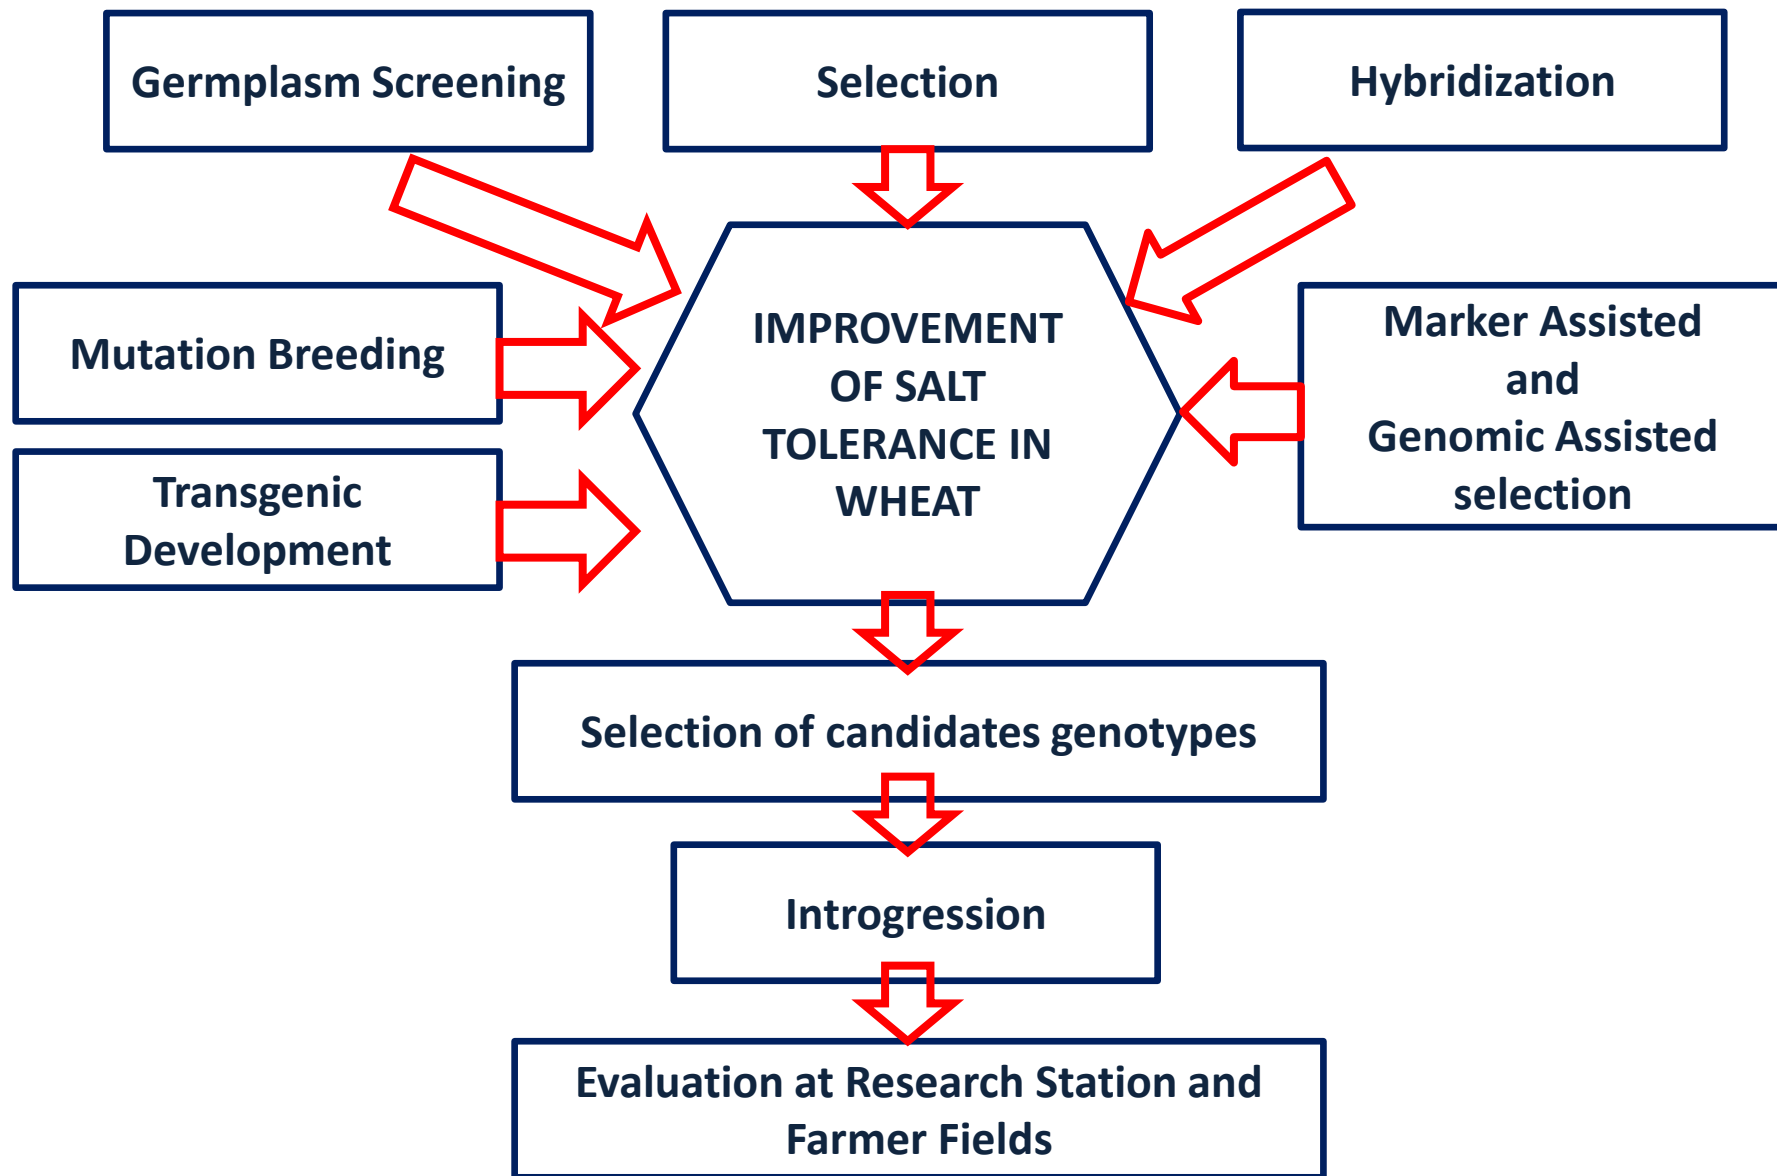 Germplasm Screening
Selection
Hybridization
Mutation Breeding
Transgenic
Development
IMPROVEMENT
OF SALT
TOLERANCE IN
WHEAT
Marker Assisted
and
Genomic Assisted
selection
Selection of candidates genotypes
Introgression
Evaluation at Research Station and
Farmer Fields